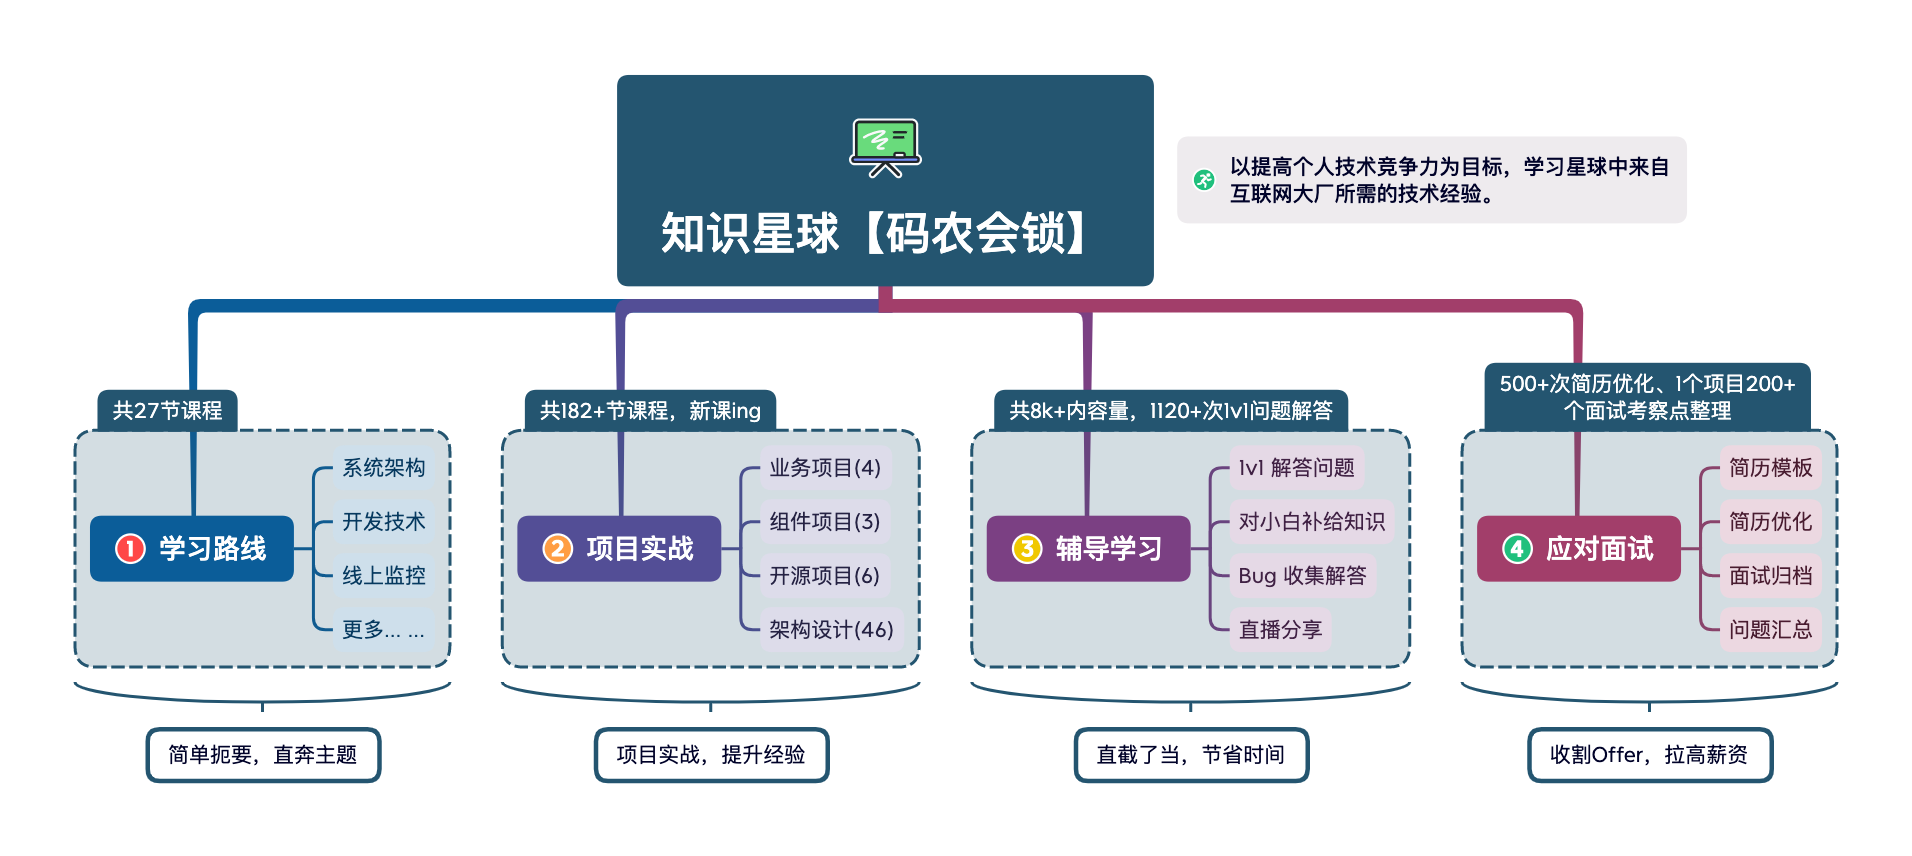 知识星球【码农会锁】
以提高个人技术竞争力为目标，学习星球中来自
互联网大厂所需的技术经验。
共27节课程
1 学习路线
系统架构
开发技术
线上监控
更多... ...
简单扼要，直奔主题
共182+节课程，新课ing
2 项目实战
业务项目(4)
组件项目(3)
开源项目(6)
架构设计(46)
项目实战，提升经验
共8k+内容量，1120+次1v1问题解答
3 辅导学习
1v1 解答问题
对小白补给知识
Bug 收集解答
直播分享
直截了当，节省时间
500+次简历优化、1个项目200+
个面试考察点整理
4 应对面试
简历模板
简历优化
面试归档
问题汇总
收割Offer，拉高薪资